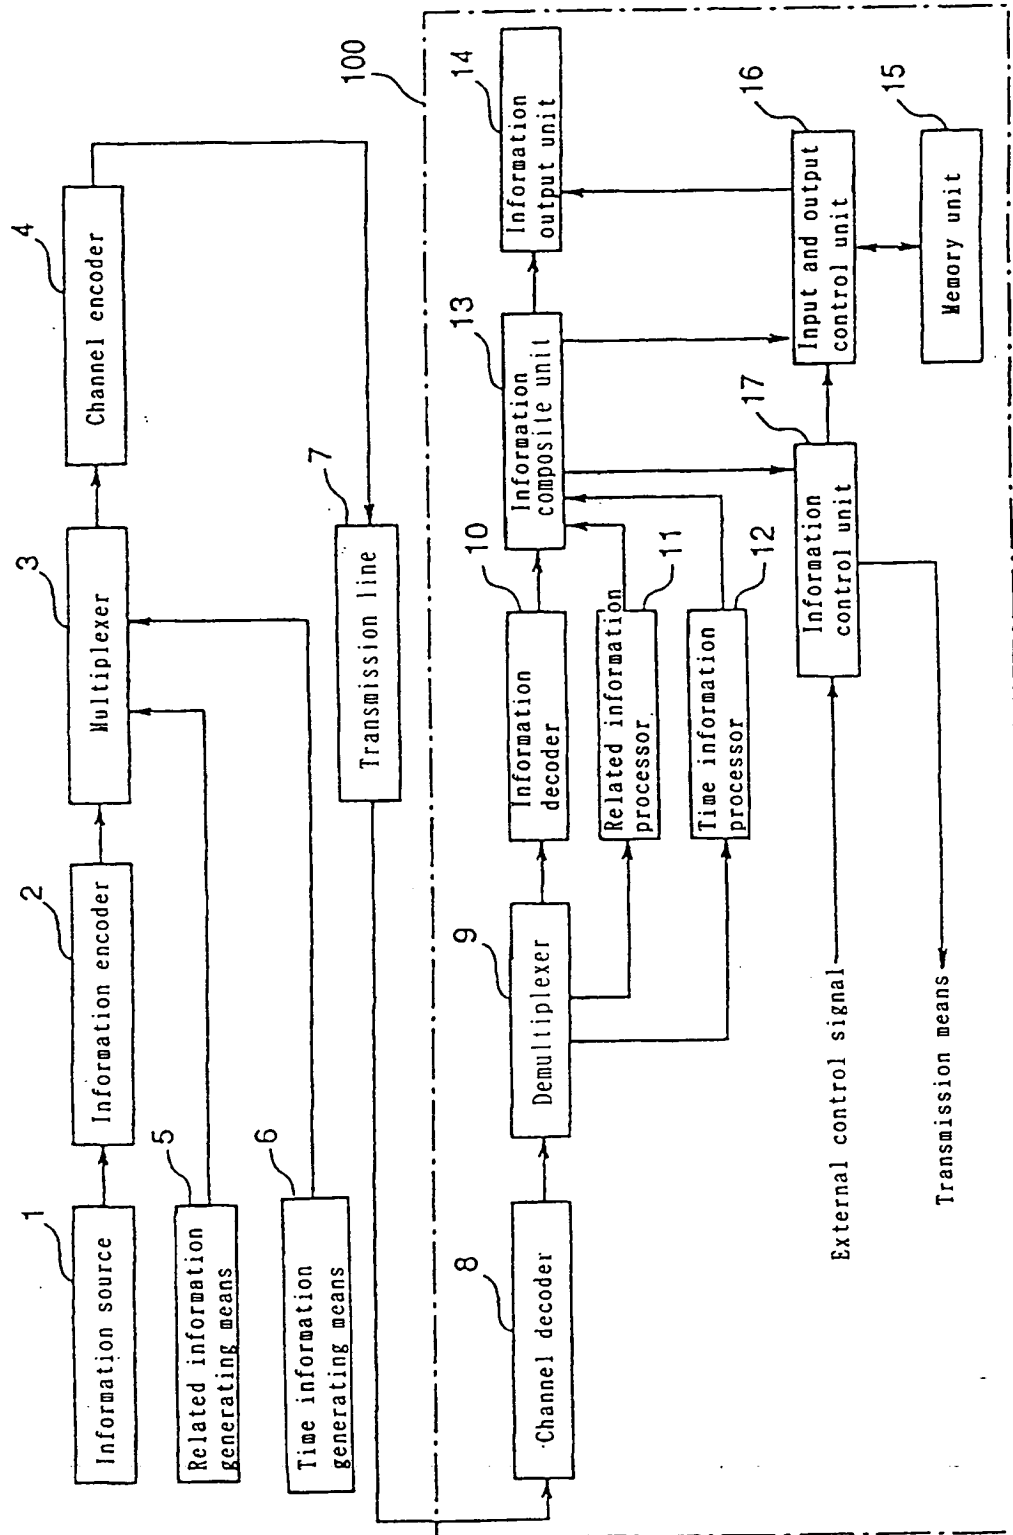 1
Information source
2
Information encoder
3
Multiplexer
4
Channel encoder
5
Related information
generating means
6
Time information
generating means
7
Transmission line
100
8
Channel decoder
9
Demultiplexer
10
Information
decoder
11
Related information
processor
12
Time information
processor
13
Information
composite unit
14
Information
output unit
17
Information
control unit
16
Input and output
control unit
15
Memory unit
External control signal
Transmission means